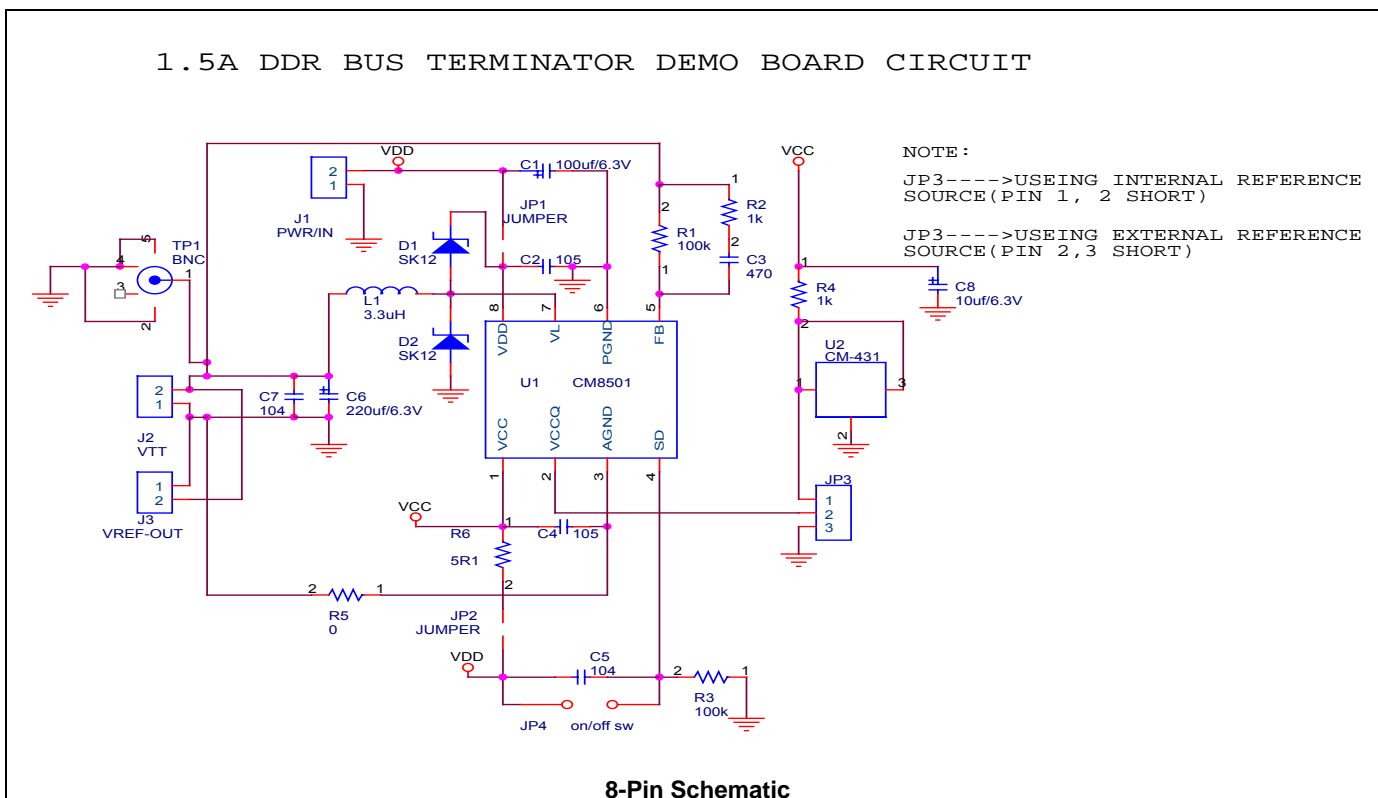 1.5A DDR BUS TERMINATOR DEMO BOARD CIRCUIT
NOTE:
JP3---->USEING INTERNAL REFERENCE
SOURCE(PIN 1, 2 SHORT)
JP3---->USEING EXTERNAL REFERENCE
SOURCE(PIN 2,3 SHORT)
VDD
2
1
J1
PWR/IN
C1
100uf/6.3V
JP1
JUMPER
D1
SK12
C2
105
TP1
BNC
5
4
3
2
1
L1
3.3uH
D2
SK12
2
R1
100k
1
1
R2
1k
2
C3
470
VCC
1
R4
1k
2
C8
10uf/6.3V
U2
CM-431
1
3
2
8
7
6
5
VDD
VL
PGND
FB
U1
CM8501
VCC
VCCQ
AGND
SD
1
2
3
4
2
1
J2
VTT
C7
104
C6
220uf/6.3V
1
2
J3
VREF-OUT
JP3
1
2
3
VCC
R6
1
5R1
2
C4
105
2
1
R5
0
JP2
JUMPER
VDD
C5
104
2
1
R3
100k
JP4
on/off sw
8-Pin Schematic